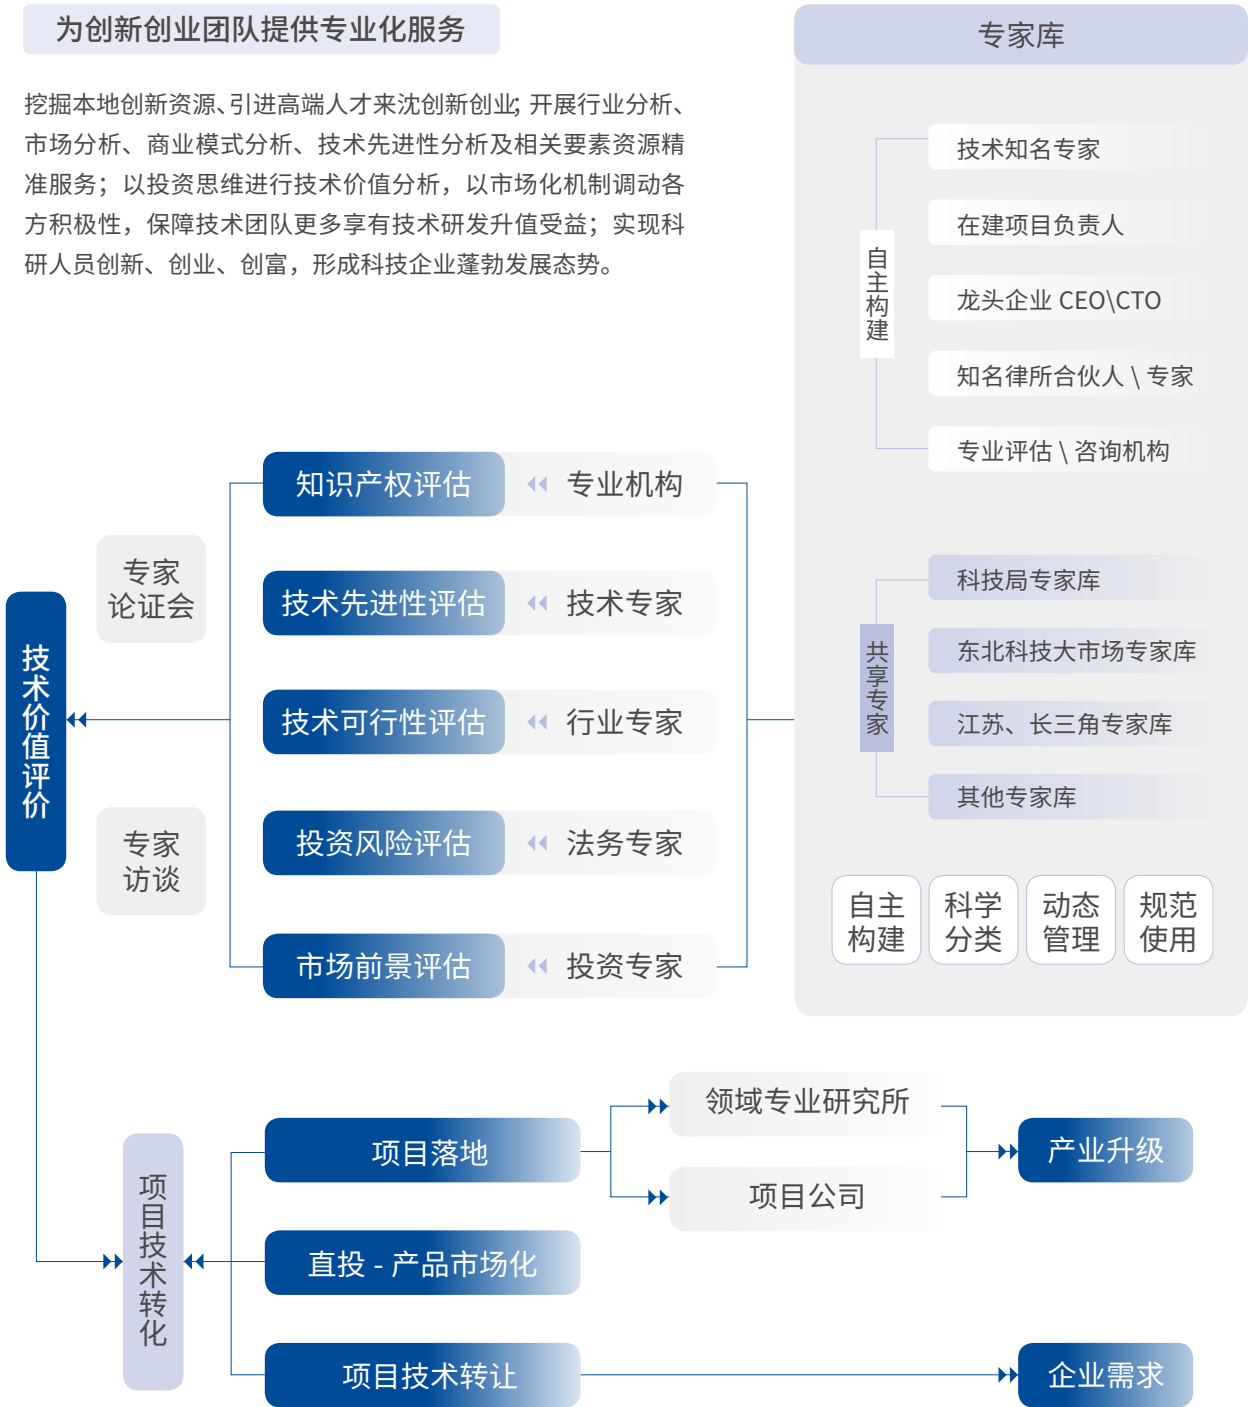 为创新创业团队提供专业化服务
挖掘本地创新资源、引进高端人才来沈创新创业；开展行业分析、
市场分析、商业模式分析、技术先进性分析及相关要素资源精
准服务；以投资思维进行技术价值分析，以市场化机制调动各
方积极性，保障技术团队更多享有技术研发升值受益；实现科
研人员创新、创业、创富，形成科技企业蓬勃发展态势。
专家库
自主构建
技术知名专家
在建项目负责人
龙头企业 CEO\CTO
知名律所合伙人 \ 专家
专业评估 \ 咨询机构
共享专家
科技局专家库
东北科技大市场专家库
江苏、长三角专家库
其他专家库
自主
构建
科学
分类
动态
管理
规范
使用
技术价值评价
专家
论证会
专家
访谈
知识产权评估
专业机构
技术先进性评估
技术专家
技术可行性评估
行业专家
投资风险评估
法务专家
市场前景评估
投资专家
项目技术转化
项目落地
领域专业研究所
项目公司
产业升级
直投 - 产品市场化
项目技术转让
企业需求